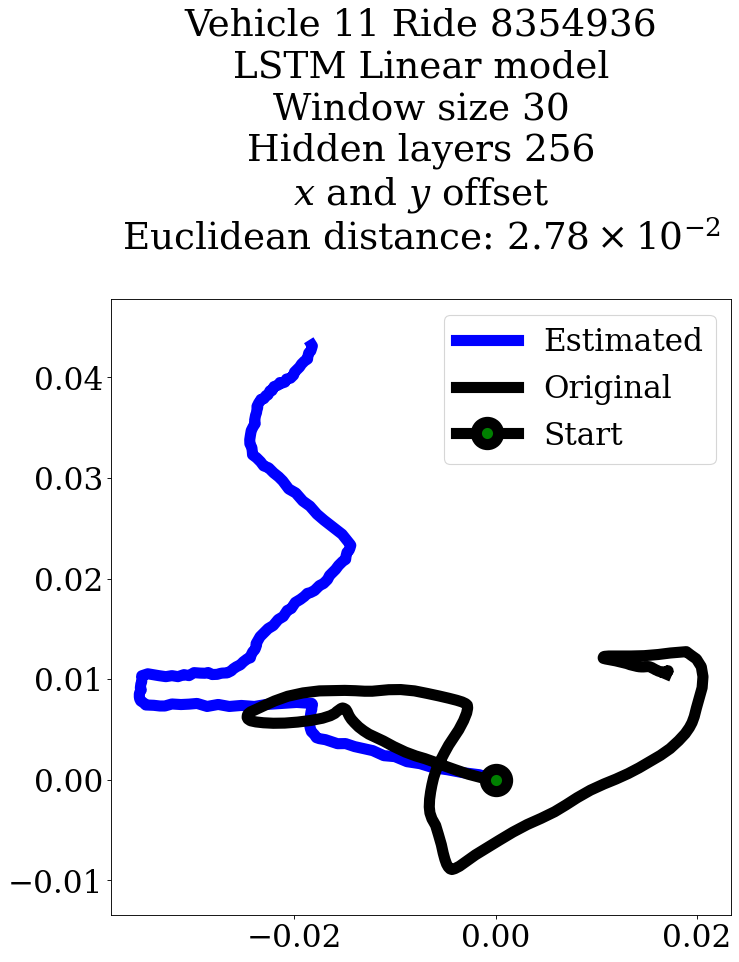 Vehicle 11 Ride 8354936
LSTM Linear model
Window size 30
Hidden layers 256
x and y offset
Euclidean distance: 2.78 × 10⁻²
Estimated
Original
Start
0.04
0.03
0.02
0.01
0.00
−0.01
−0.02
0.00
0.02